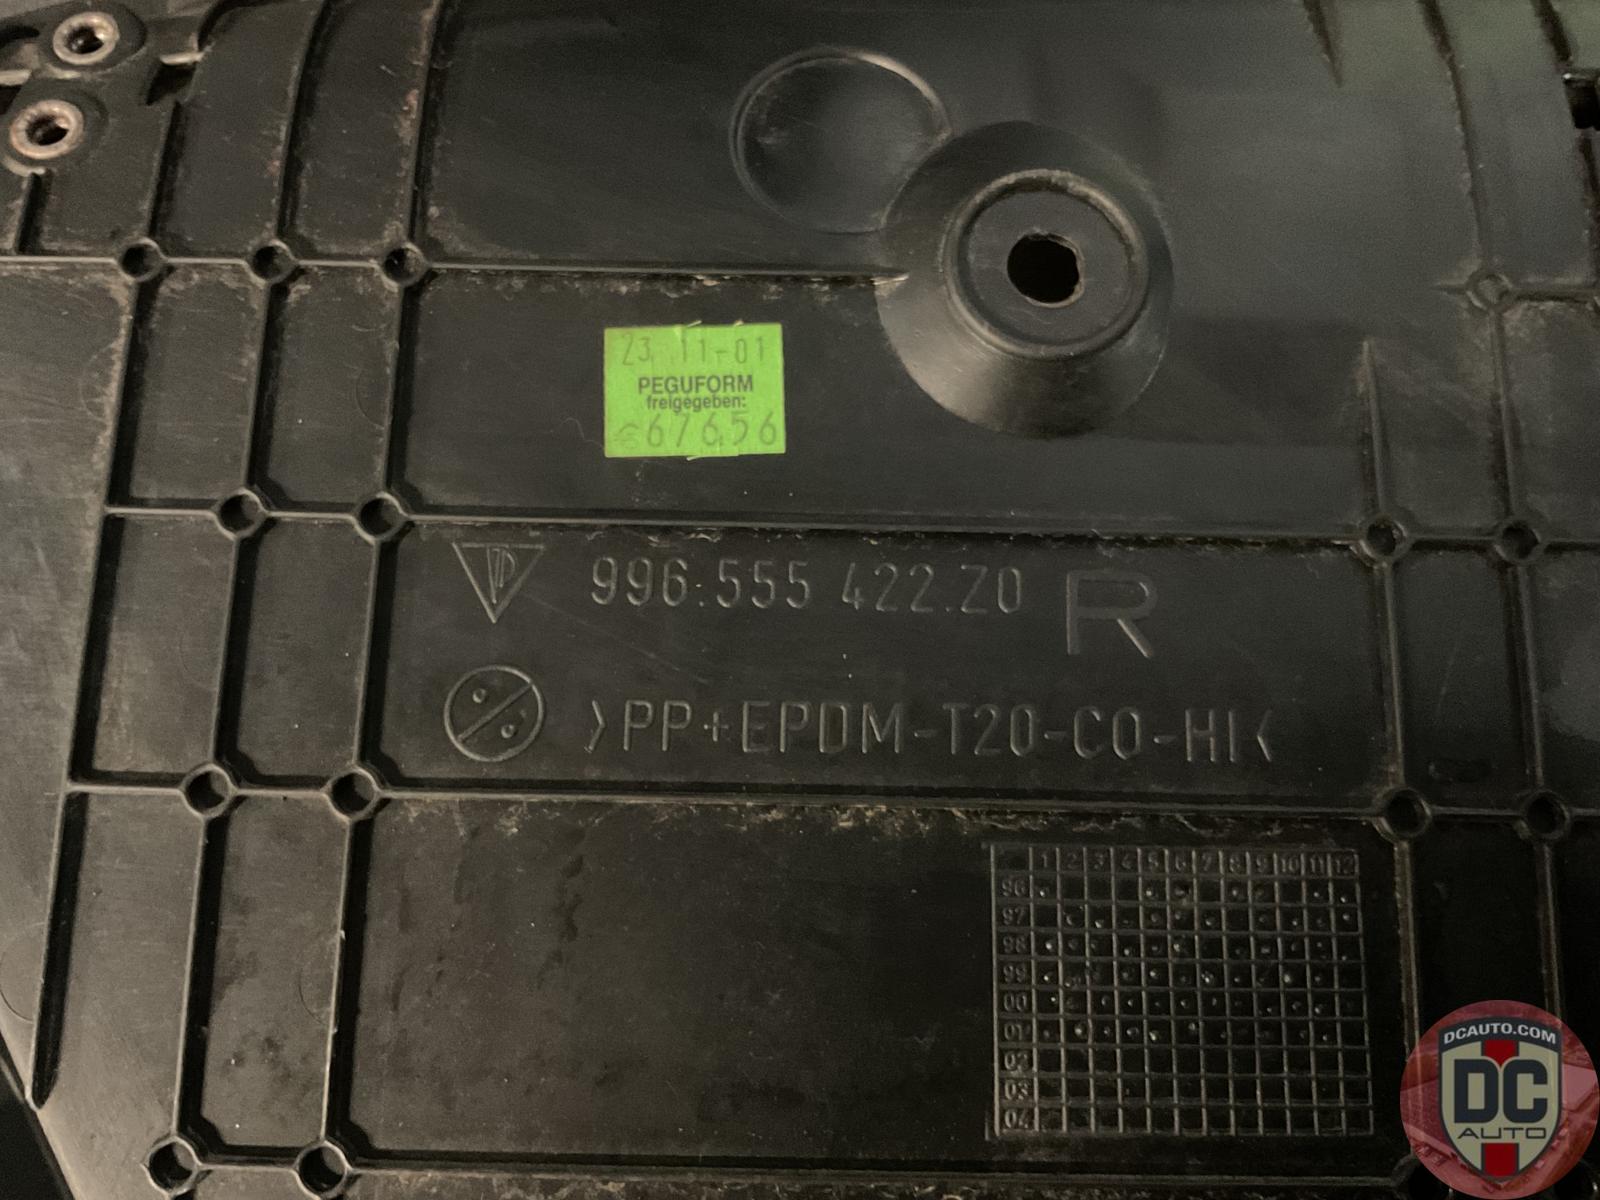 23. 11-01
PEGUFORM
freigegeben:
67656
996.555 422.Z0 R
>PP+EPDM-T20-CO-HI<
1 2 3 4 5 6 7 8 9 10 11 12
96
97
98
99
00
01
02
03
04
DCAUTO.COM
DC
AUTO